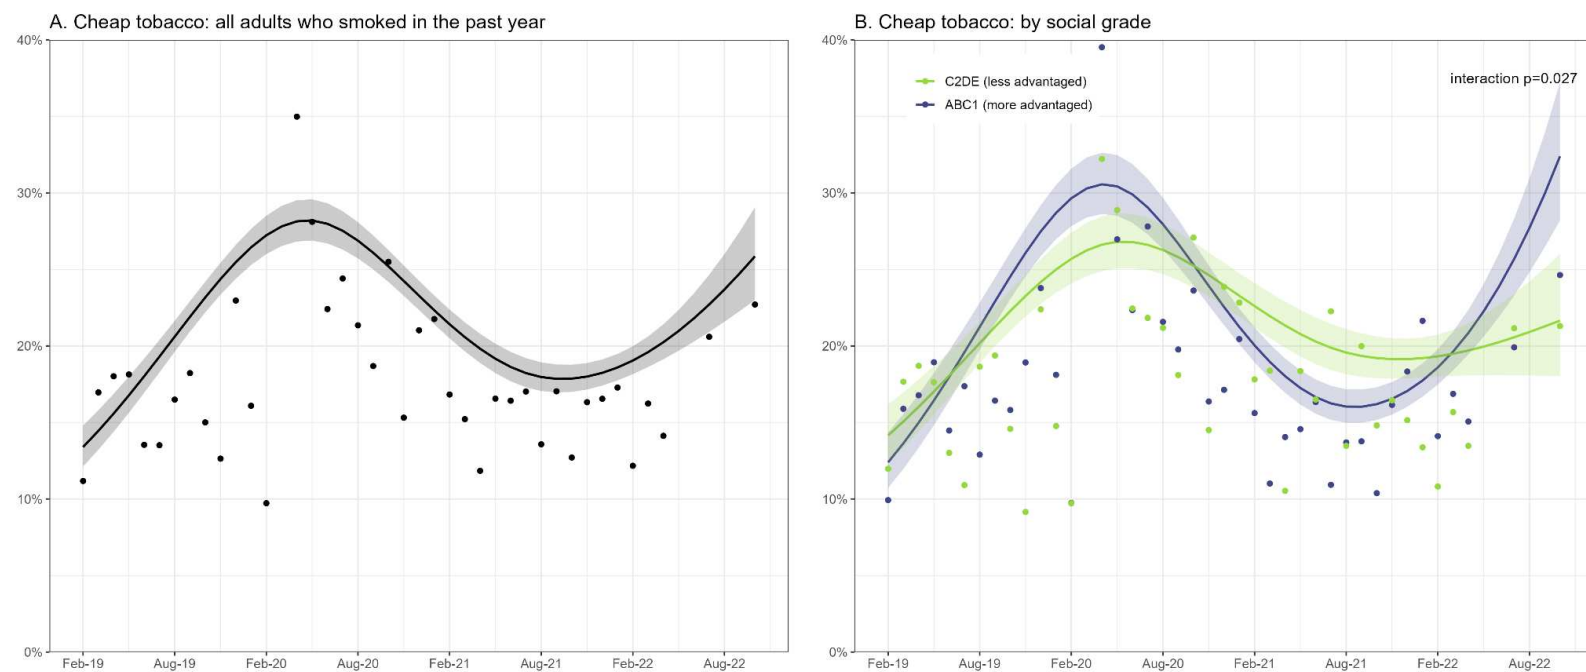 A. Cheap tobacco: all adults who smoked in the past year
40%
30%
20%
10%
0%
Feb-19 Aug-19 Feb-20 Aug-20 Feb-21 Aug-21 Feb-22 Aug-22
B. Cheap tobacco: by social grade
40%
C2DE (less advantaged)
interaction p=0.027
ABC1 (more advantaged)
30%
20%
10%
0%
Feb-19 Aug-19 Feb-20 Aug-20 Feb-21 Aug-21 Feb-22 Aug-22